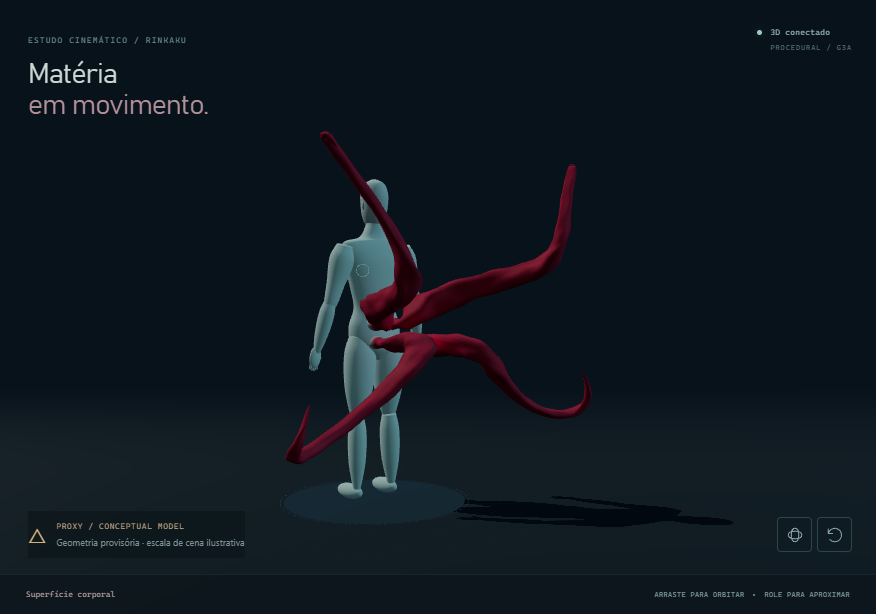 ESTUDO CINEMÁTICO / RINKAKU
Matéria
em movimento.
3D conectado
PROCEDURAL / G3A
PROXY / CONCEPTUAL MODEL
Geometria provisória · escala de cena ilustrativa
Superfície corporal
ARRASTE PARA ORBITAR • ROLE PARA APROXIMAR